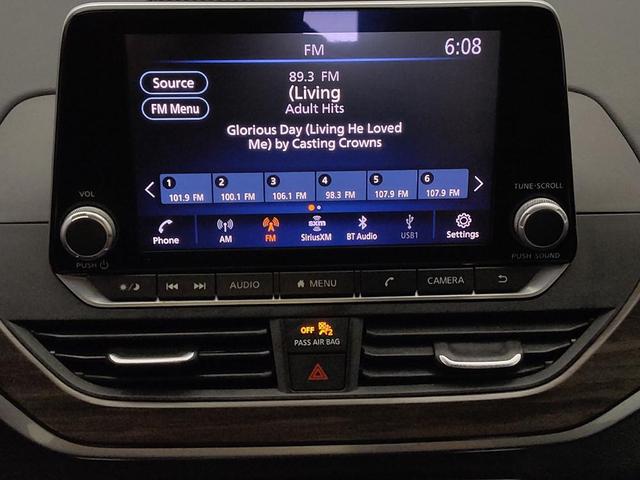 FM
6:08
Source
FM Menu
89.3 FM
(Living
Adult Hits
Glorious Day (Living He Loved
Me) by Casting Crowns
1 2 3 4 5 6
101.9 FM 100.1 FM 106.1 FM 98.3 FM 107.9 FM 107.9 FM
Phone AM FM SiriusXM BT Audio USB1 Settings
sxm
VOL
PUSH
TUNE·SCROLL
PUSH SOUND
AUDIO MENU CAMERA
OFF 2
PASS AIR BAG